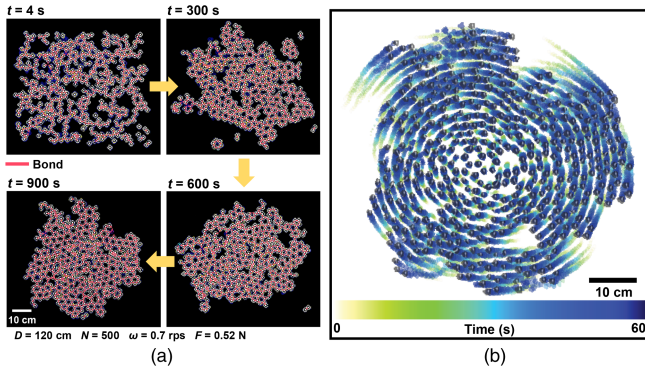 t = 4 s
t = 300 s
Bond
t = 900 s
t = 600 s
10 cm
D = 120 cm N = 500 ω = 0.7 rps F = 0.52 N
(a)
(b)
10 cm
0 Time (s) 60